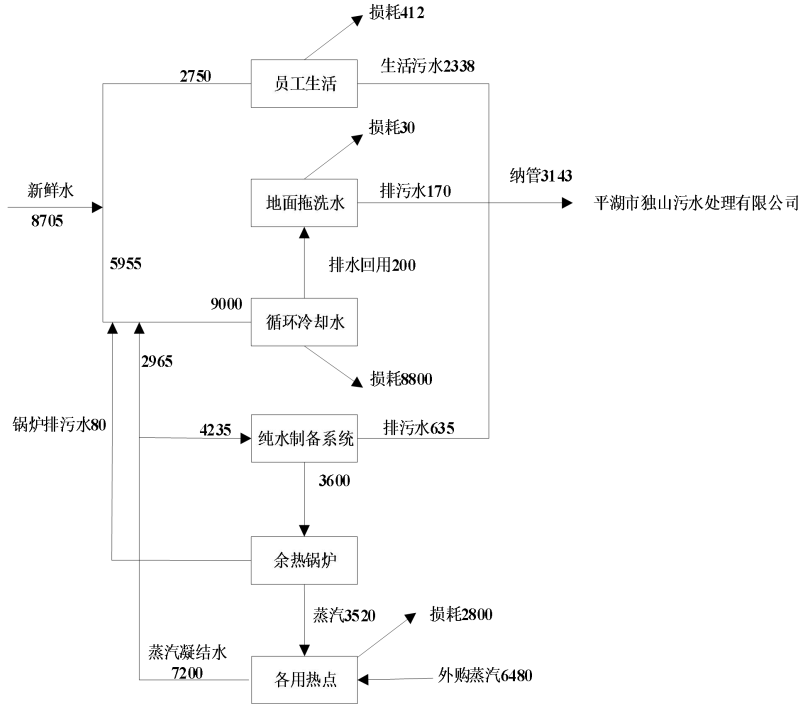 损耗412
2750
员工生活
生活污水2338
损耗30
新鲜水
8705
地面拖洗水
排污水170
纳管3143
平湖市独山污水处理有限公司
5955
排水回用200
9000
循环冷却水
2965
损耗8800
锅炉排污水80
4235
纯水制备系统
排污水635
3600
余热锅炉
蒸汽3520
损耗2800
蒸汽凝结水
7200
各用热点
外购蒸汽6480